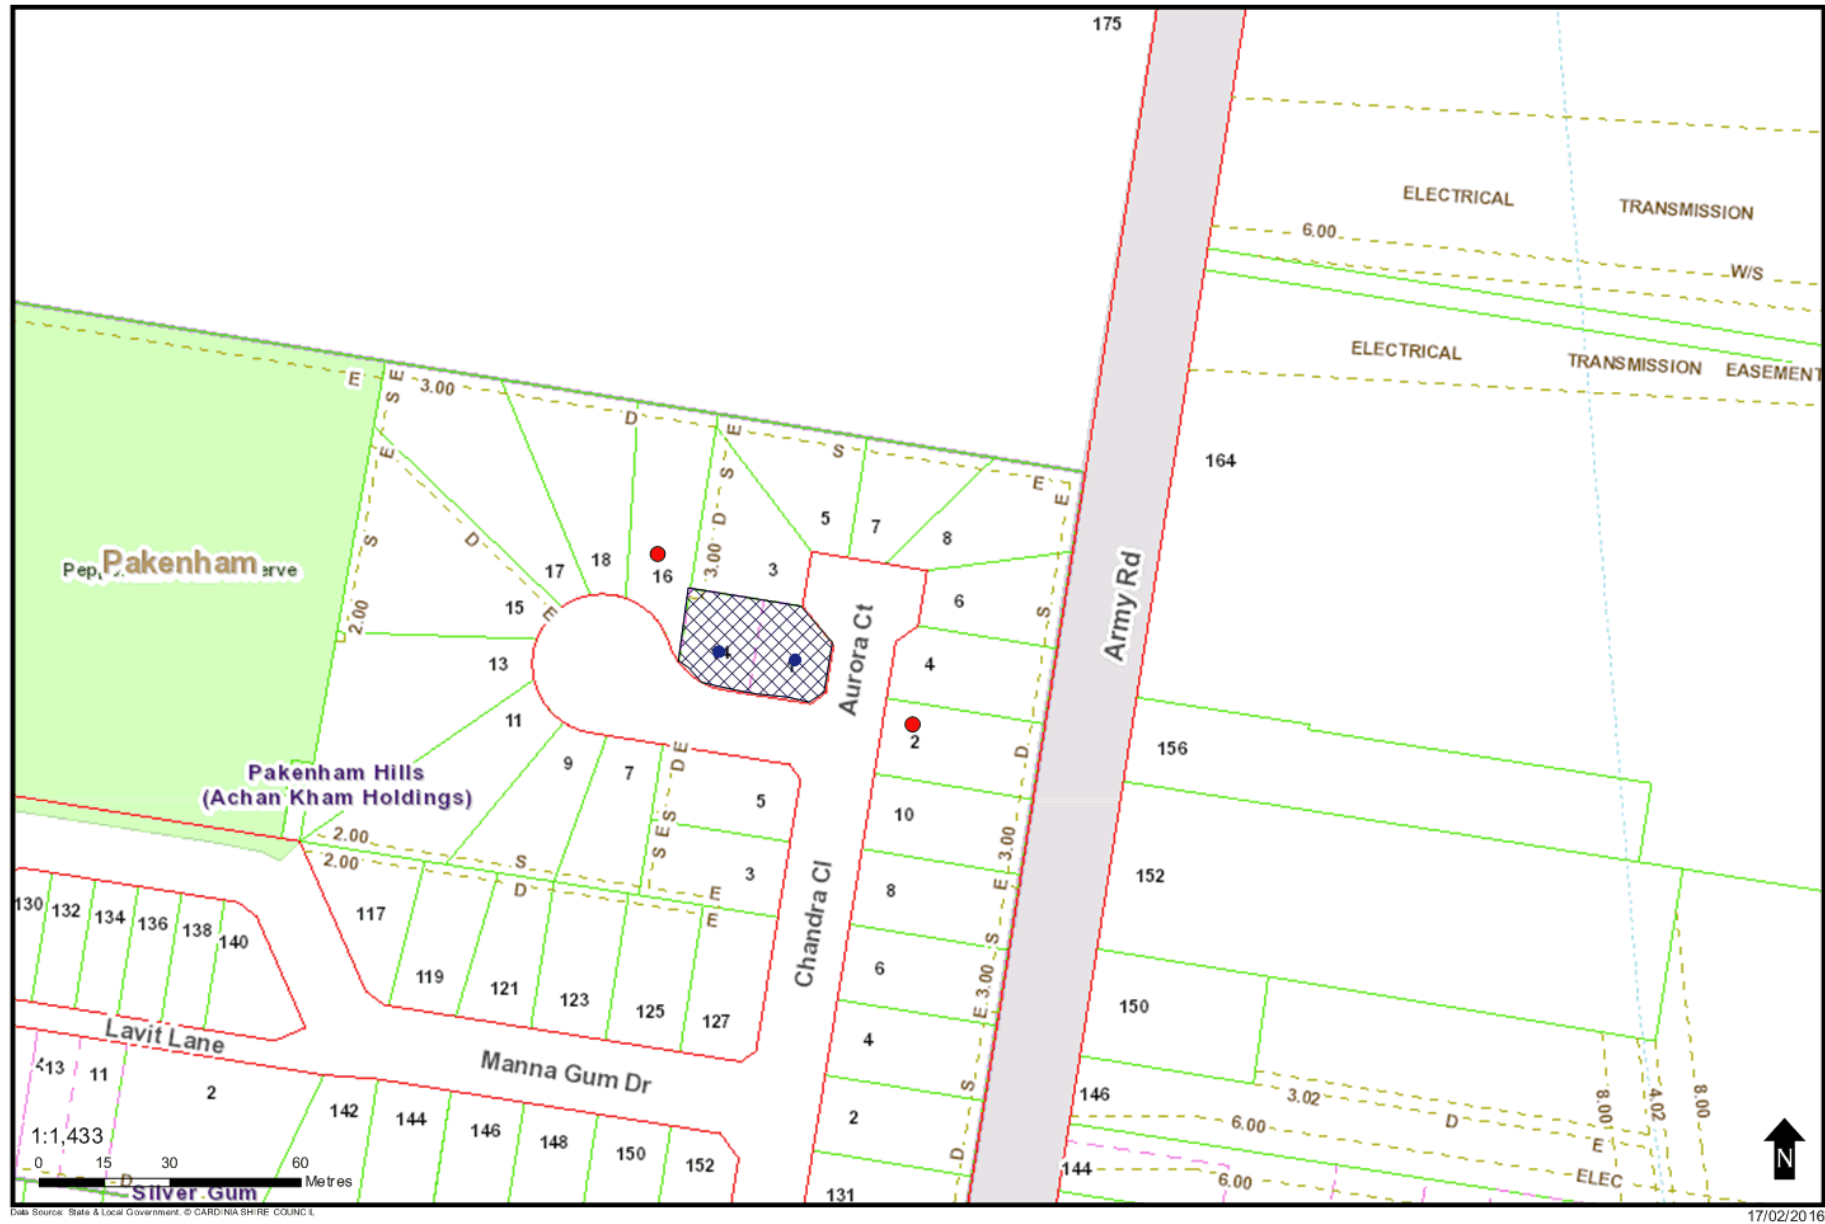 175
ELECTRICAL TRANSMISSION
6.00
W/S
ELECTRICAL TRANSMISSION EASEMENT
E
E
S
3.00
D
E
S
E
E
164
S
D
5
7
8
E
S
D
D
S
3.00
Pakenham
erve
17
18
16
3
6
S
15
E
2.00
D
Aurora Ct
Army Rd
13
4
11
2
D
156
E
D
9
7
5
Pakenham Hills
(Achan Kham Holdings)
10
S
E
S
3.00
2.00
2.00
S
D
E
E
3
8
E
152
117
Chandra Cl
130
132
134
136
138
140
S
6
3.00
E
119
121
123
125
127
150
Lavit Lane
4
Manna Gum Dr
13
11
2
142
144
146
148
150
152
S
2
146
3.02
D
E
8.00
4.02
8.00
6.00
1:1,433
0 15 30 60 Metres
D
Silver Gum
D
131
144
6.00
ELEC
N
Data Source: State & Local Government. © CARDINIA SHIRE COUNCIL
17/02/2016